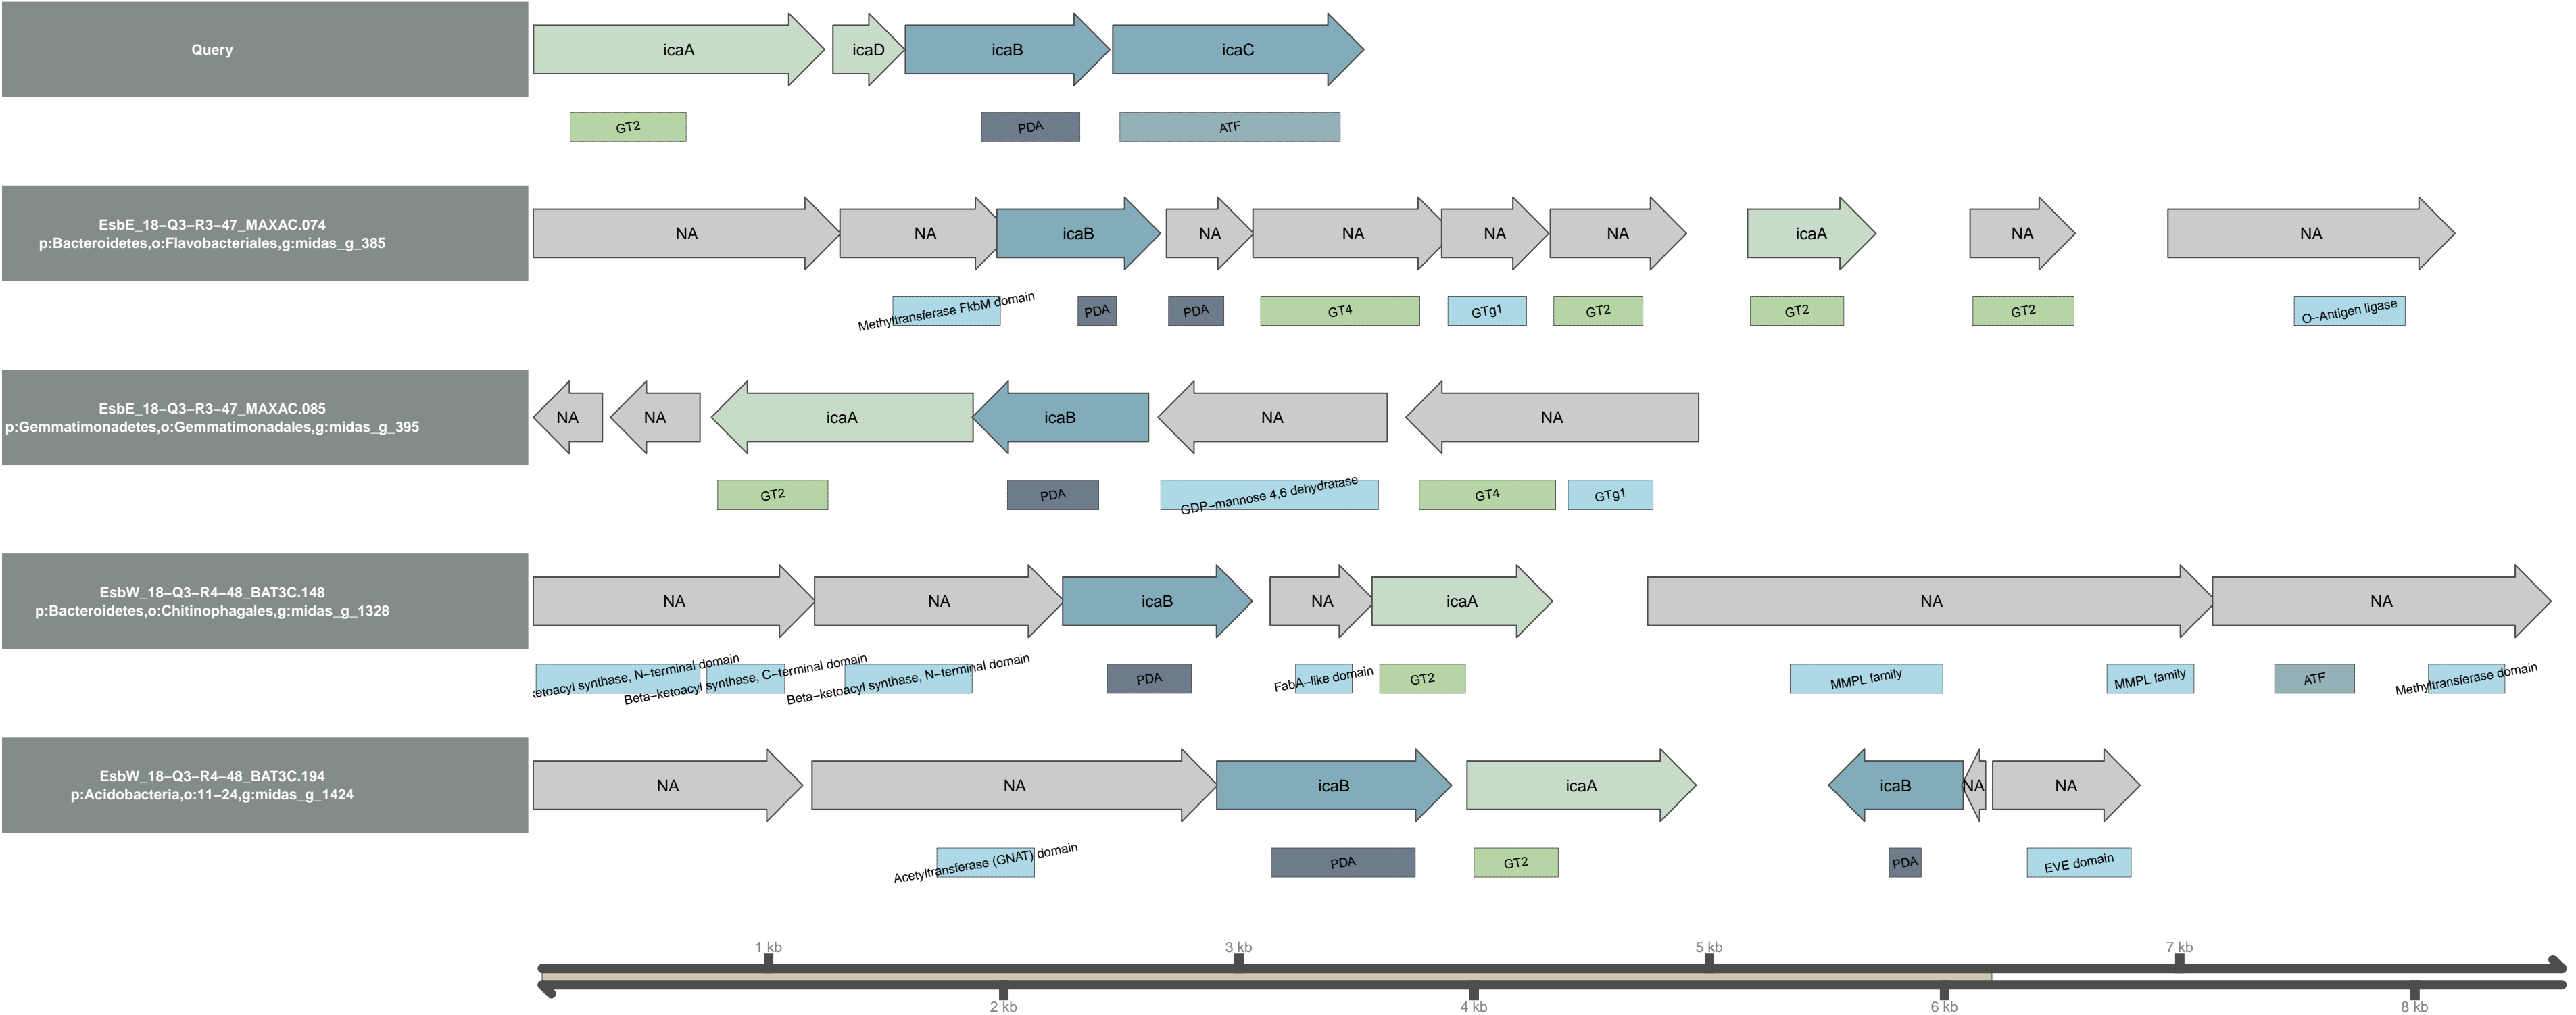 Query
icaA icaD icaB icaC
GT2 PDA ATF
EsbE_18−Q3−R3−47_MAXAC.074
p:Bacteroidetes,o:Flavobacteriales,g:midas_g_385
NA NA icaB NA NA NA NA icaA NA NA
Methyltransferase FkbM domain PDA PDA GT4 GTg1 GT2 GT2 GT2 O−Antigen ligase
EsbE_18−Q3−R3−47_MAXAC.085
p:Gemmatimonadetes,o:Gemmatimonadales,g:midas_g_395
NA NA icaA icaB NA NA
GT2 PDA GDP−mannose 4,6 dehydratase GT4 GTg1
EsbW_18−Q3−R4−48_BAT3C.148
p:Bacteroidetes,o:Chitinophagales,g:midas_g_1328
NA NA icaB NA icaA NA NA
ketoacyl synthase, N−terminal domain Beta−ketoacyl synthase, C−terminal domain Beta−ketoacyl synthase, N−terminal domain PDA FabA−like domain GT2 MMPL family MMPL family ATF Methyltransferase domain
EsbW_18−Q3−R4−48_BAT3C.194
p:Acidobacteria,o:11−24,g:midas_g_1424
NA NA icaB icaA icaB NA NA
Acetyltransferase (GNAT) domain PDA GT2 PDA EVE domain
1 kb 3 kb 5 kb 7 kb
2 kb 4 kb 6 kb 8 kb